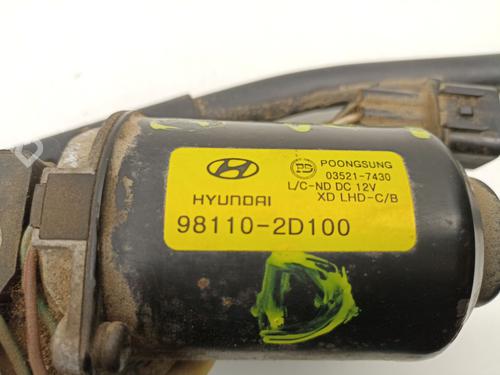 HYUNDAI
POONGSUNG
03521-7430
L/C-ND DC 12V
XD LHD-C/B
98110-2D100